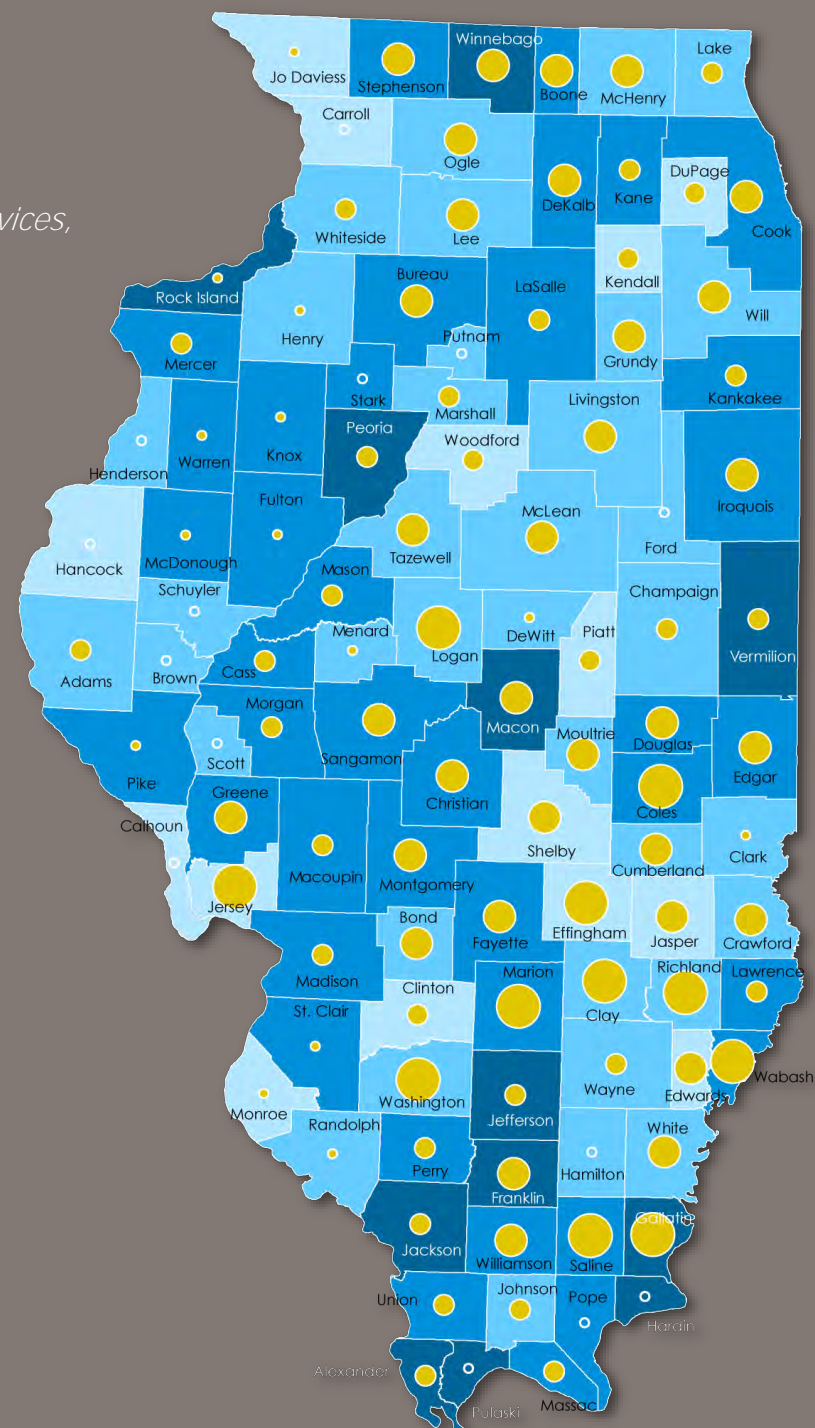 Winnebago
Lake
Jo Daviess
Stephenson
Boone
McHenry
Carroll
Ogle
DuPage
DeKalb
Kane
vices,
Whiteside
Lee
Cook
Bureau
LaSalle
Kendall
Rock Island
Henry
Putnam
Will
Mercer
Grundy
Stark
Marshall
Livingston
Kankakee
Peoria
Woodford
Knox
Warren
Henderson
Fulton
McLean
Iroquois
Tazewell
Ford
McDonough
Hancock
Mason
Schuyler
Champaign
Menard
DeWitt
Piatt
Logan
Vermilion
Adams
Brown
Cass
Morgan
Macon
Moultrie
Douglas
Scott
Sangamon
Edgar
Pike
Greene
Christian
Coles
Calhoun
Shelby
Clark
Macoupin
Montgomery
Cumberland
Jersey
Bond
Effingham
Fayette
Jasper
Crawford
Marion
Richland
Lawrence
Madison
Clinton
St. Clair
Clay
Wabash
Wayne
Edwards
Washington
Monroe
Jefferson
Randolph
White
Perry
Hamilton
Franklin
Gallatin
Jackson
Williamson
Saline
Johnson
Pope
Union
Hardin
Alexander
Massac
Pulaski